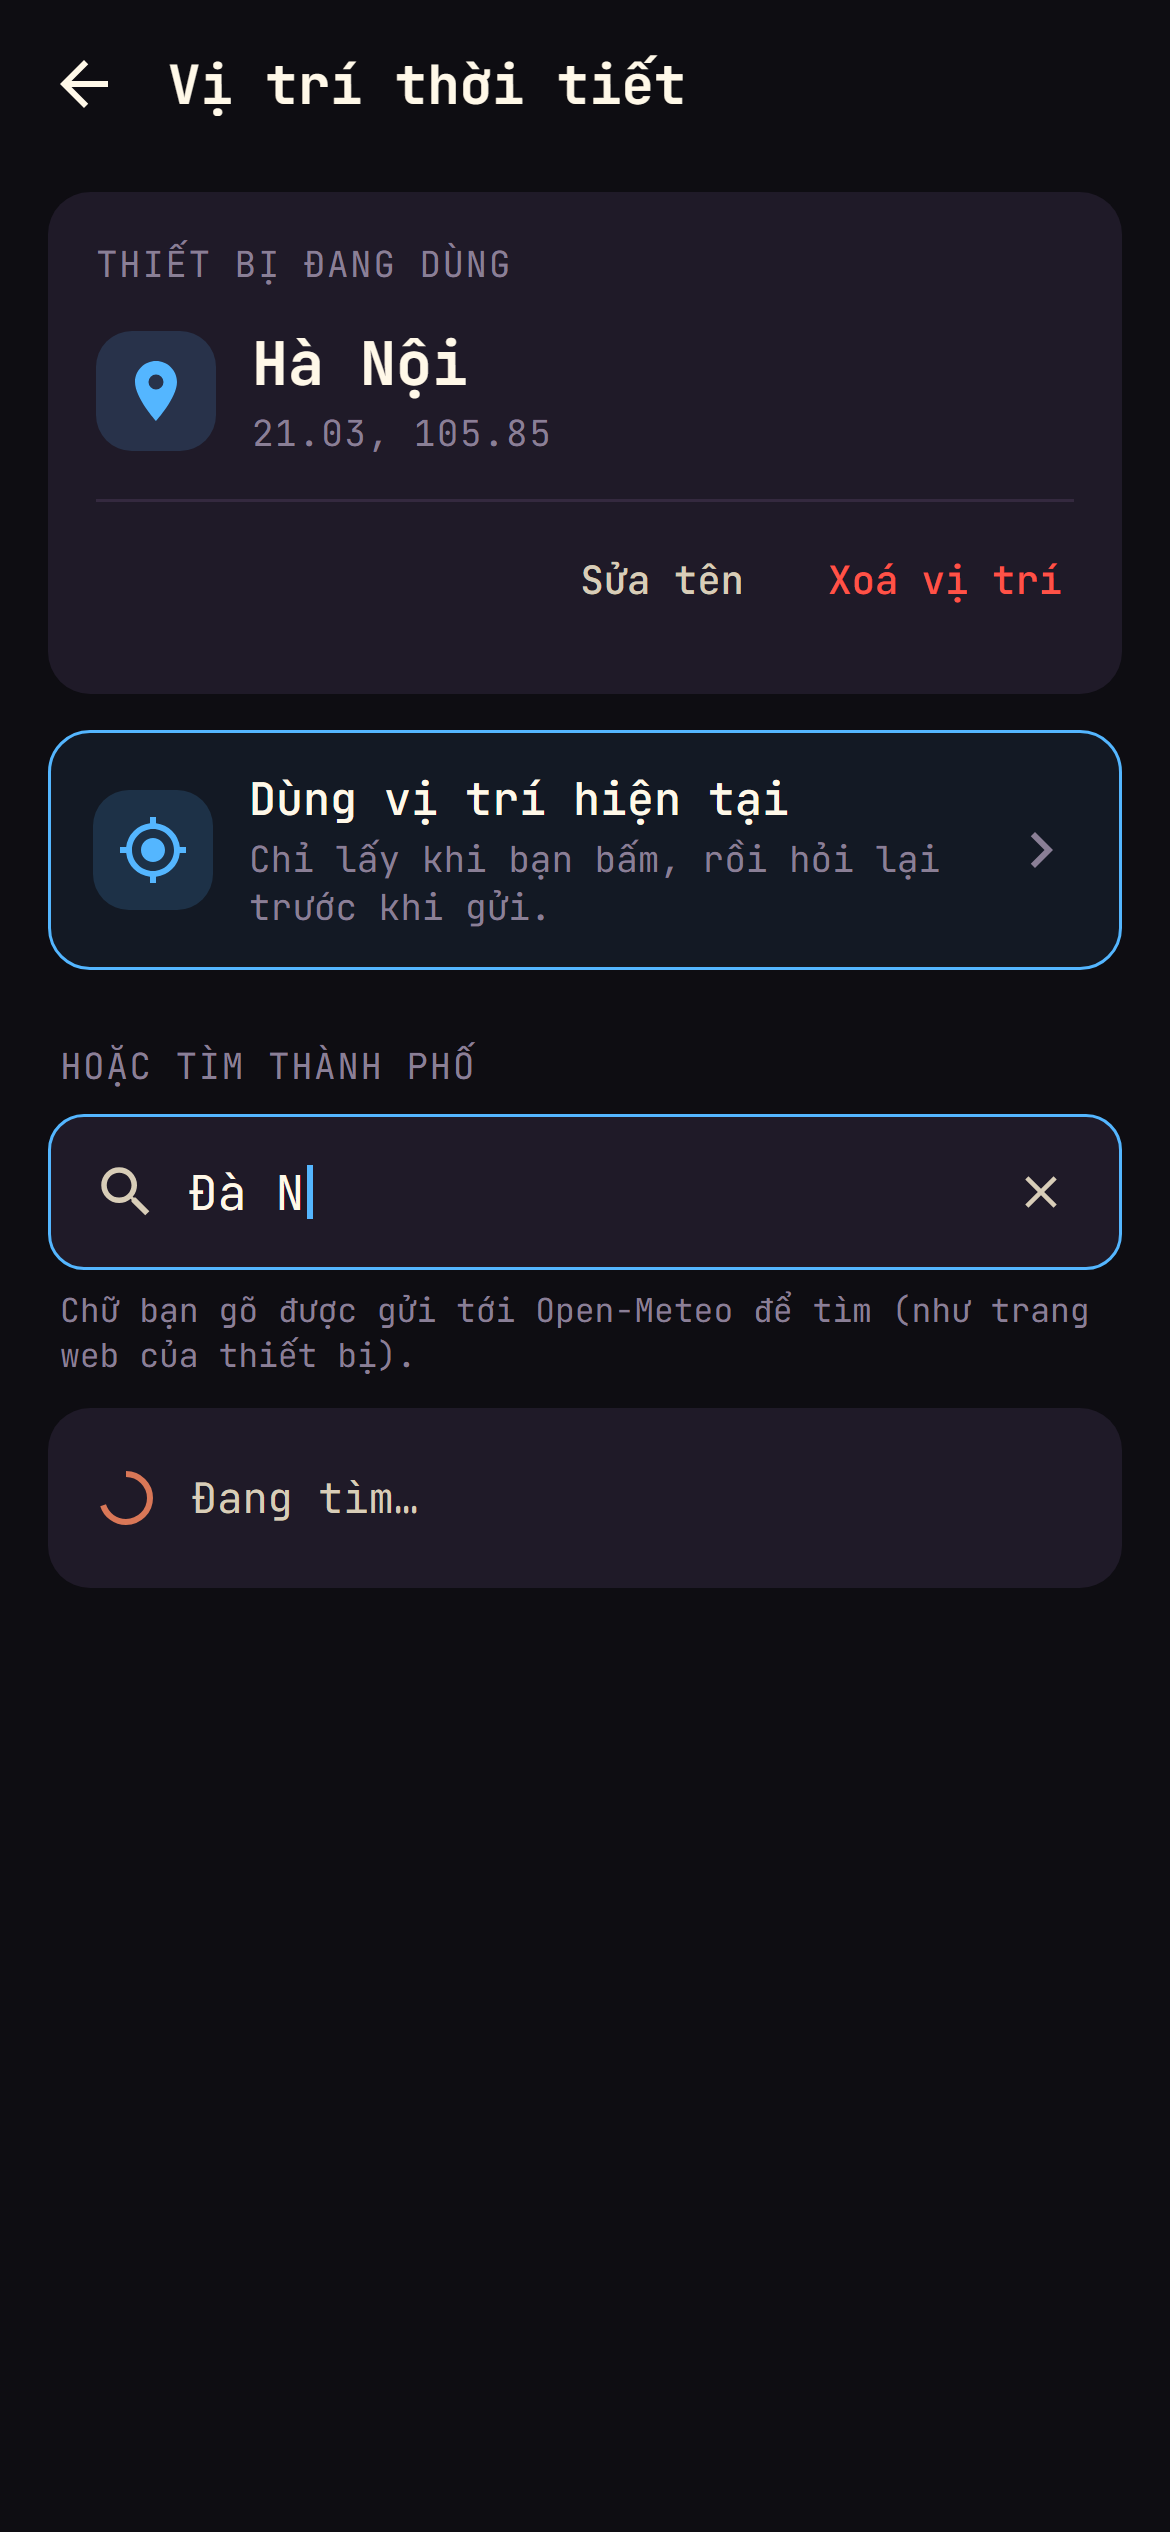 Vị trí thời tiết
THIẾT BỊ ĐANG DÙNG
Hà Nội
21.03, 105.85
Sửa tên
Xoá vị trí
Dùng vị trí hiện tại
Chỉ lấy khi bạn bấm, rồi hỏi lại
trước khi gửi.
HOẶC TÌM THÀNH PHỐ
Đà N
Chữ bạn gõ được gửi tới Open-Meteo để tìm (như trang
web của thiết bị).
Đang tìm…